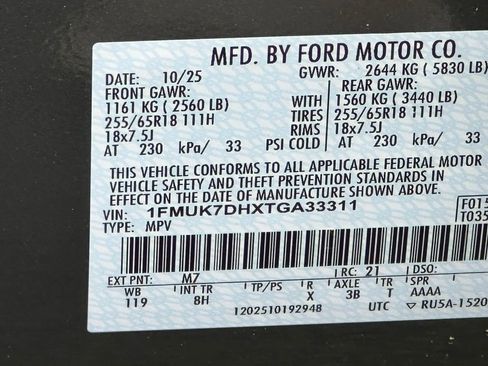 MFD. BY FORD MOTOR CO.
DATE: 10/25 GVWR: 2644 KG ( 5830 LB)
FRONT GAWR: REAR GAWR:
1161 KG ( 2560 LB) WITH 1560 KG ( 3440 LB)
255/65R18 111H TIRES 255/65R18 111H
18x7.5J RIMS 18x7.5J
AT 230 kPa/ 33 PSI COLD AT 230 kPa/ 33
THIS VEHICLE CONFORMS TO ALL APPLICABLE FEDERAL MOTOR
VEHICLE SAFETY AND THEFT PREVENTION STANDARDS IN
EFFECT ON THE DATE OF MANUFACTURE SHOWN ABOVE.
VIN: 1FMUK7DHXTGA33311 F015
TYPE: MPV T035
EXT PNT: M7 RC: 21 DSO:
WB INT TR TP/PS R AXLE TR SPR
119 8H X 3B T AAAA
1202510192948 UTC ▽ RU5A-1520